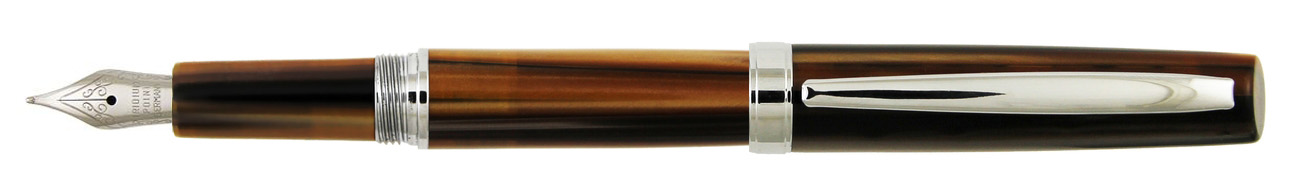 IRIDIUM
POINT
GERMANY